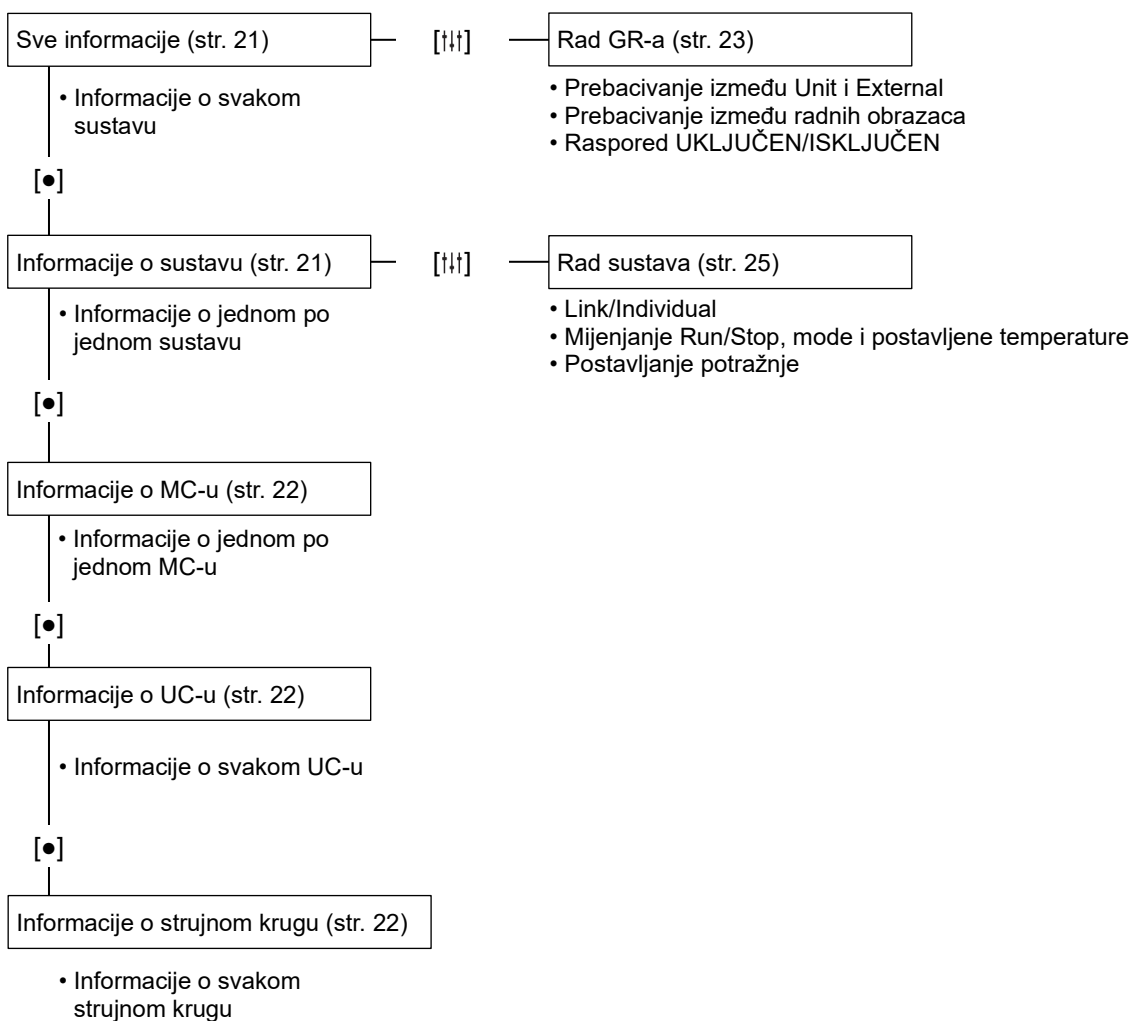 Sve informacije (str. 21)
[⫯⫰⫯]
Rad GR-a (str. 23)
• Informacije o svakom
sustavu
• Prebacivanje između Unit i External
• Prebacivanje između radnih obrazaca
• Raspored UKLJUČEN/ISKLJUČEN
[●]
Informacije o sustavu (str. 21)
[⫯⫰⫯]
Rad sustava (str. 25)
• Informacije o jednom po
jednom sustavu
• Link/Individual
• Mijenjanje Run/Stop, mode i postavljene temperature
• Postavljanje potražnje
[●]
Informacije o MC-u (str. 22)
• Informacije o jednom po
jednom MC-u
[●]
Informacije o UC-u (str. 22)
• Informacije o svakom UC-u
[●]
Informacije o strujnom krugu (str. 22)
• Informacije o svakom
strujnom krugu